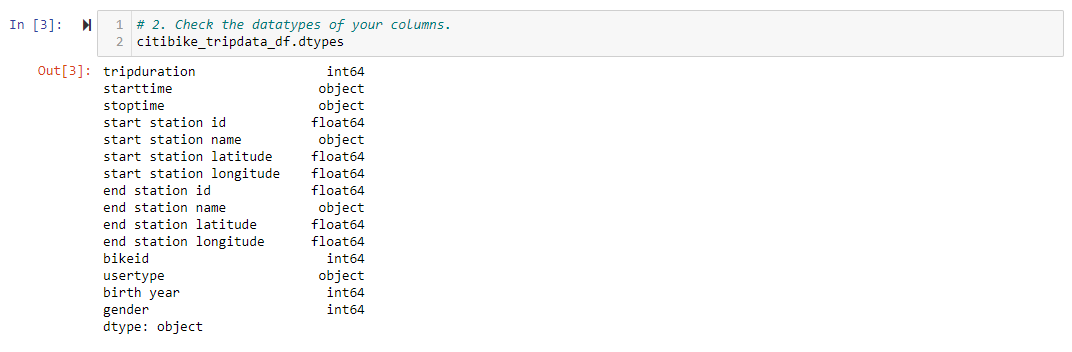 In [3]:
1 # 2. Check the datatypes of your columns.
2 citibike_tripdata_df.dtypes
Out[3]: tripduration int64
starttime object
stoptime object
start station id float64
start station name object
start station latitude float64
start station longitude float64
end station id float64
end station name object
end station latitude float64
end station longitude float64
bikeid int64
usertype object
birth year int64
gender int64
dtype: object